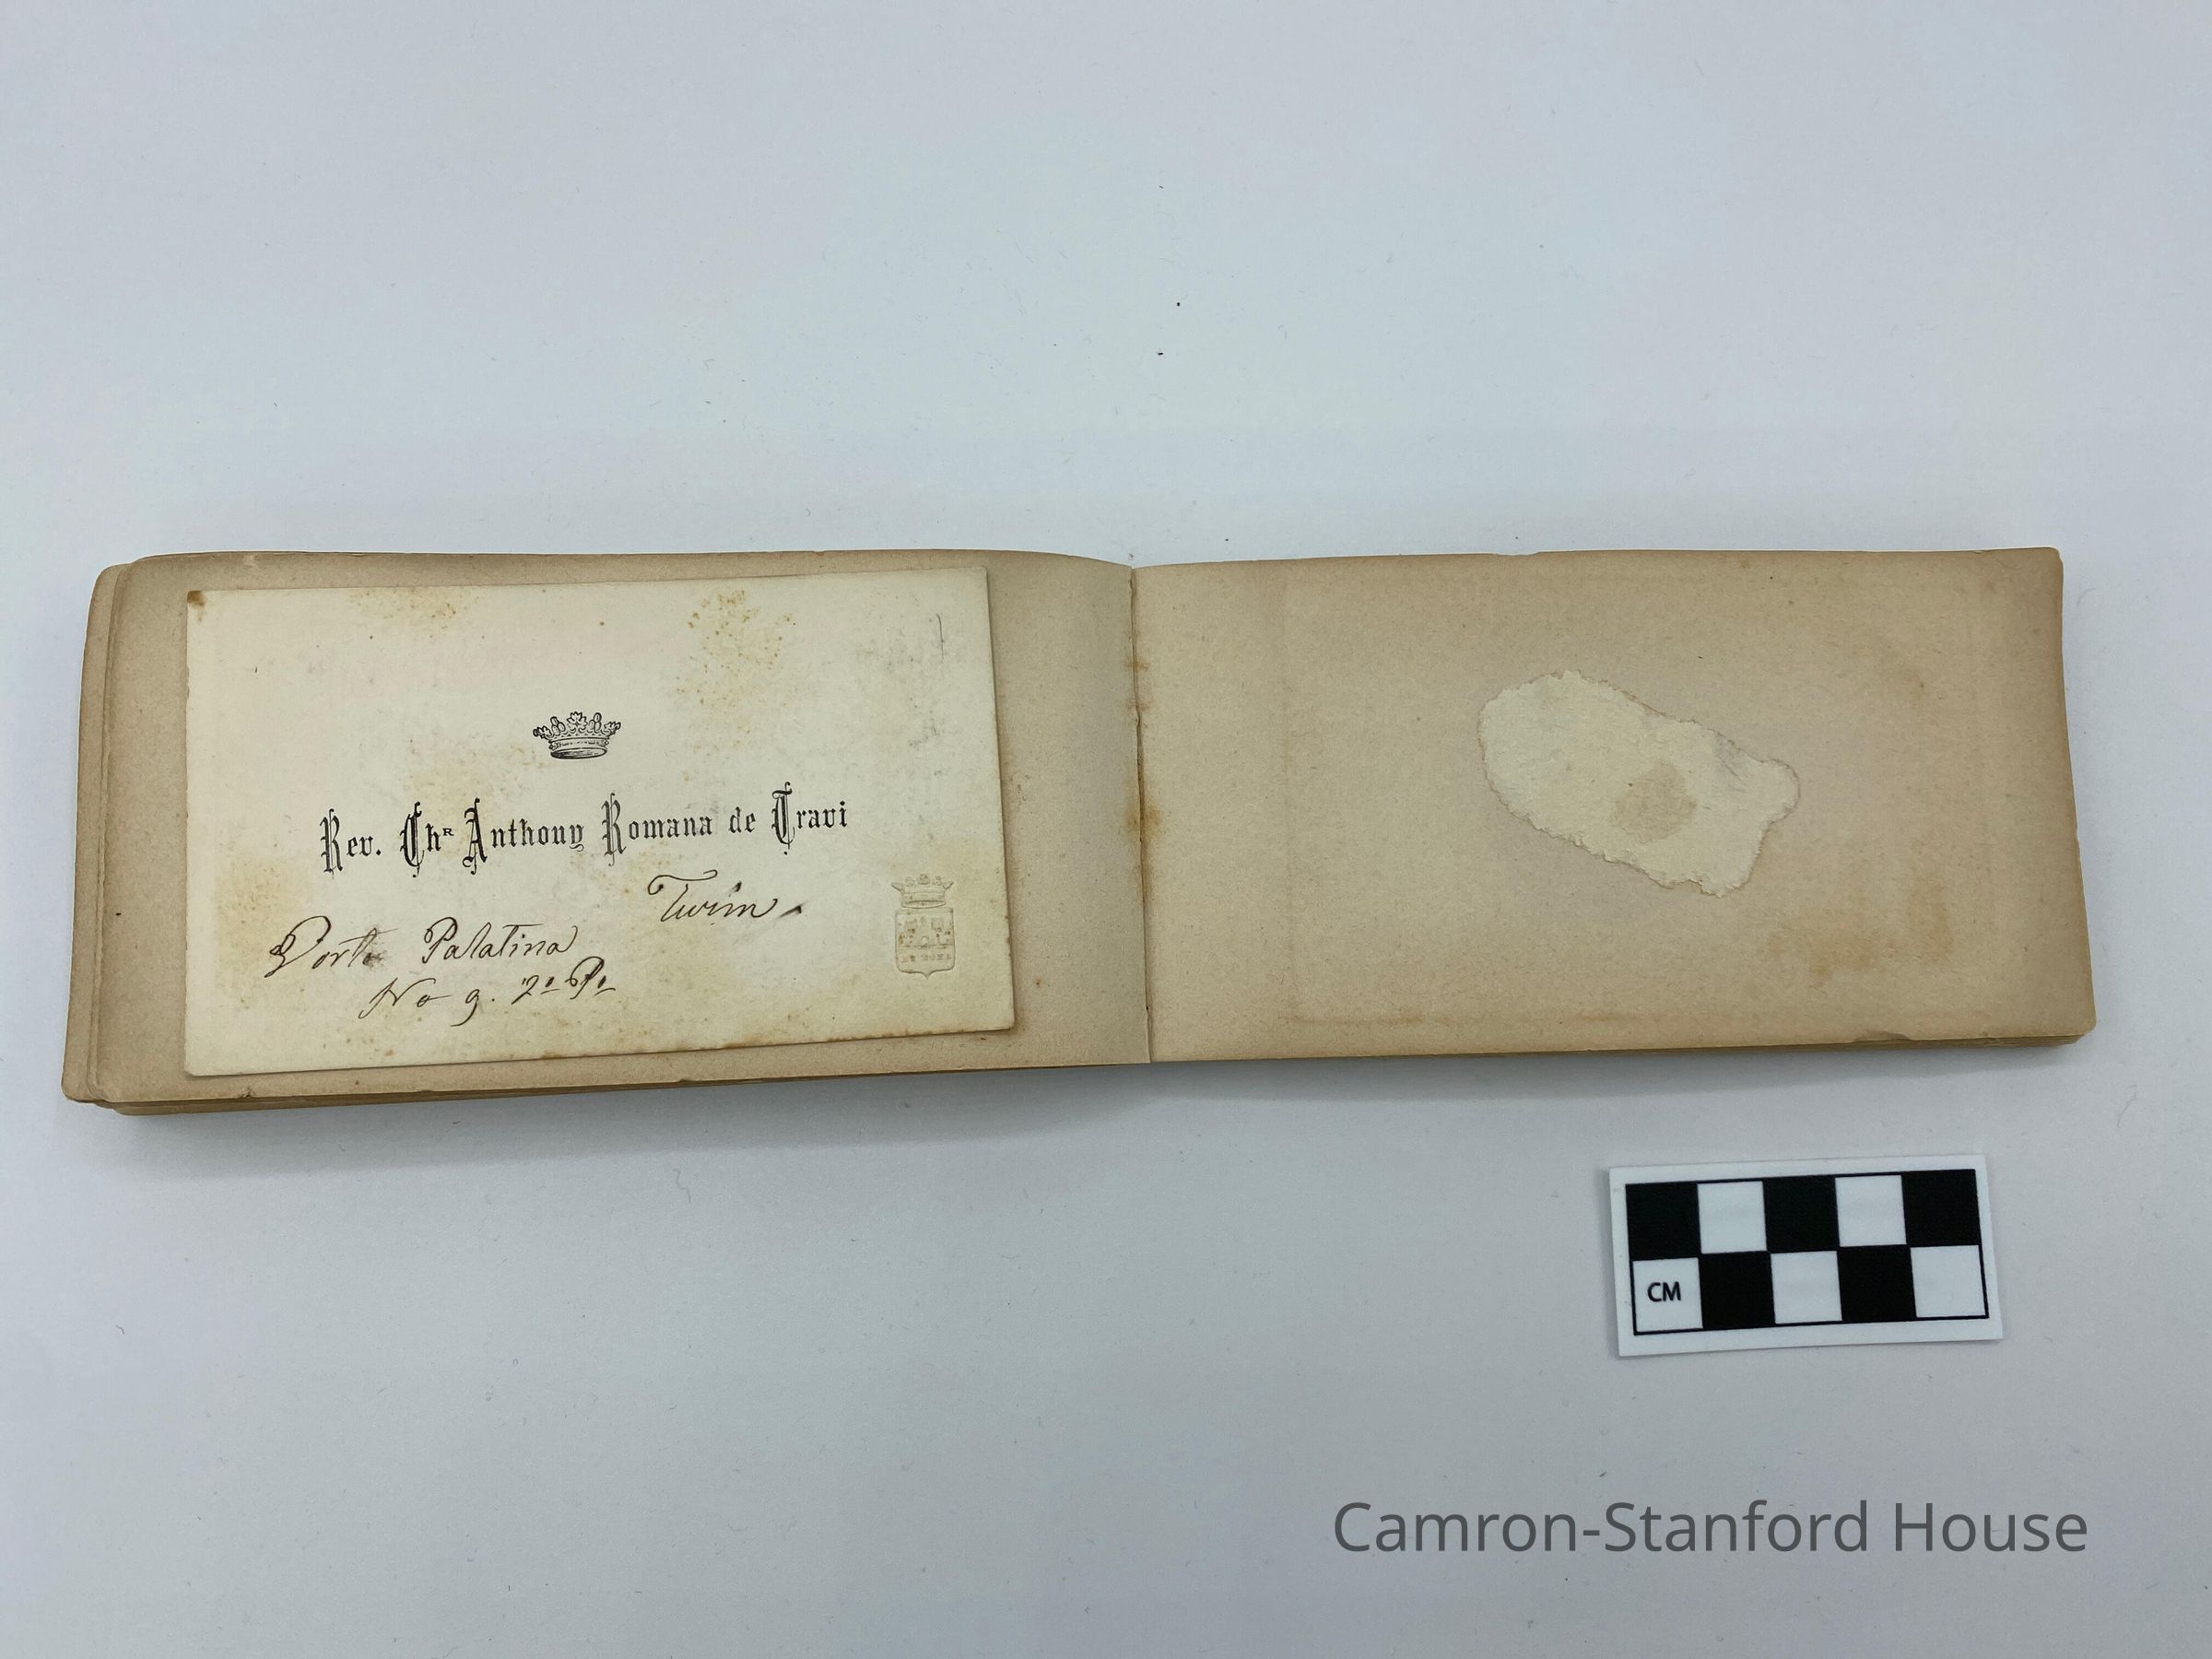 Rev. Chᴿ Anthony Romana de Travi
Turin
Porta Palatina
No 9. 2º Pº
CM
Camron-Stanford House